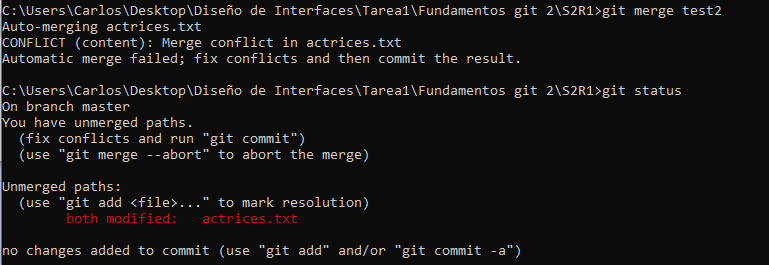 C:\Users\Carlos\Desktop\Diseño de Interfaces\Tarea1\Fundamentos git 2\S2R1>git merge test2
Auto-merging actrices.txt
CONFLICT (content): Merge conflict in actrices.txt
Automatic merge failed; fix conflicts and then commit the result.

C:\Users\Carlos\Desktop\Diseño de Interfaces\Tarea1\Fundamentos git 2\S2R1>git status
On branch master
You have unmerged paths.
  (fix conflicts and run "git commit")
  (use "git merge --abort" to abort the merge)

Unmerged paths:
  (use "git add <file>..." to mark resolution)
        both modified:   actrices.txt

no changes added to commit (use "git add" and/or "git commit -a")